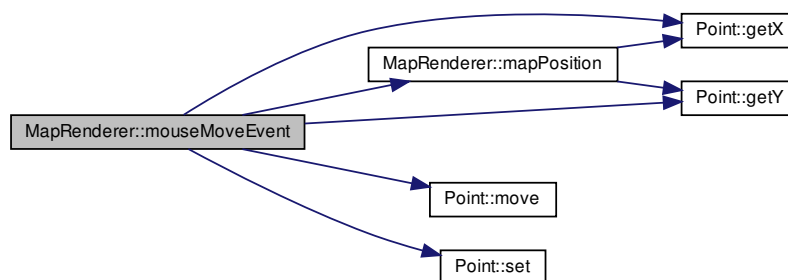 MapRenderer::mouseMoveEvent
MapRenderer::mapPosition
Point::getX
Point::getY
Point::move
Point::set